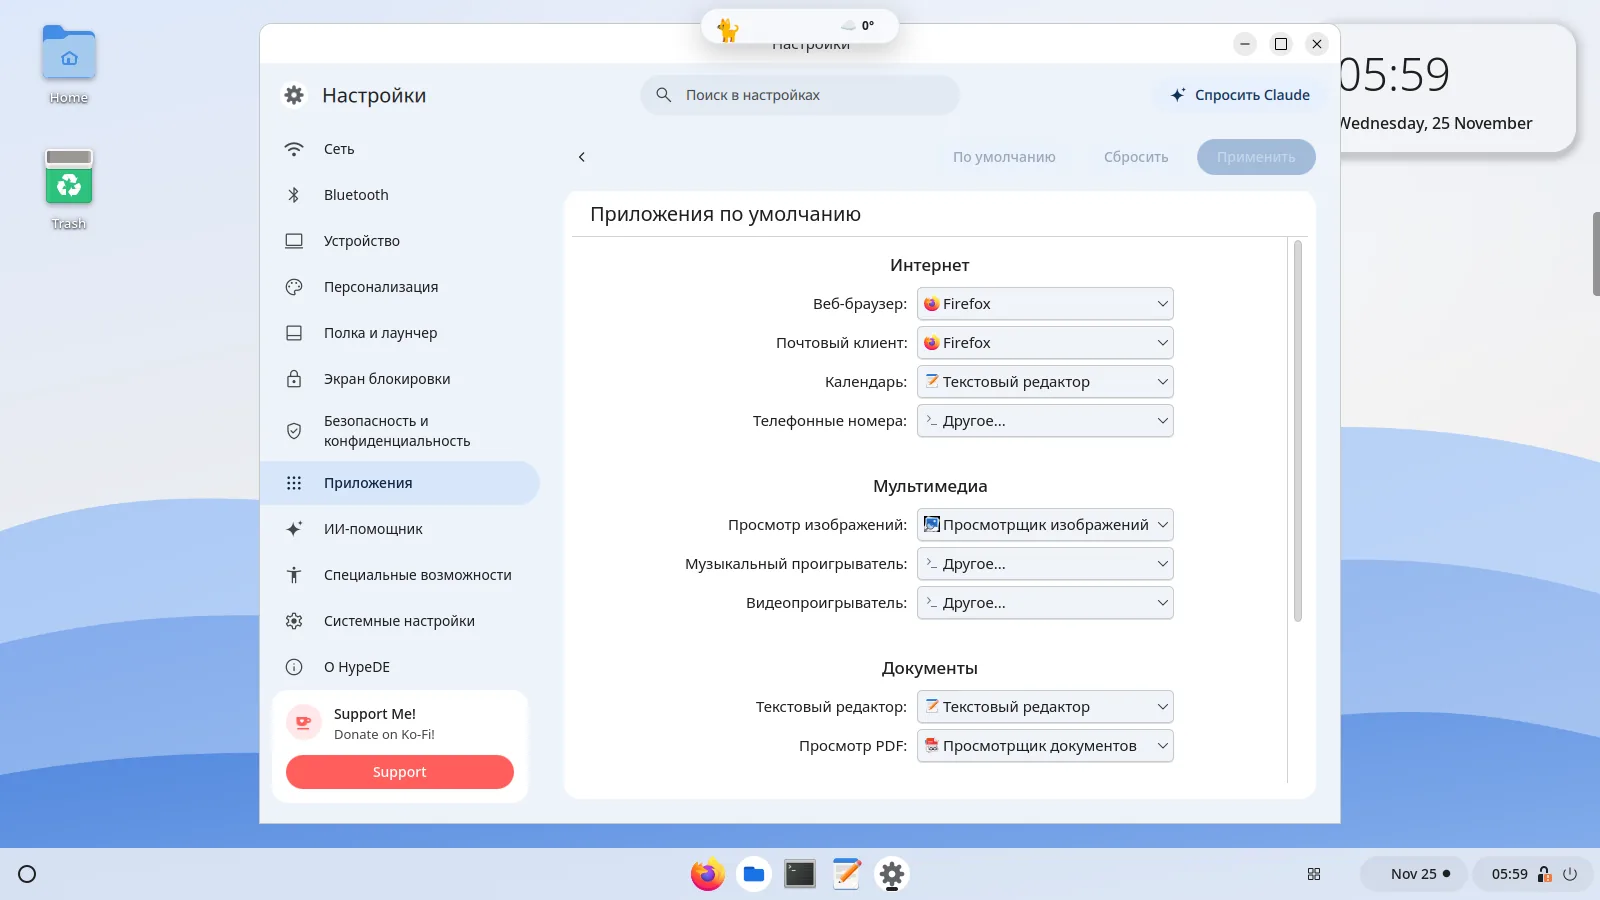 Home
Trash
0°
Настройки
05:59
Wednesday, 25 November
Настройки
Поиск в настройках
Спросить Claude
Сеть
Bluetooth
Устройство
Персонализация
Полка и лаунчер
Экран блокировки
Безопасность и
конфиденциальность
Приложения
ИИ-помощник
Специальные возможности
Системные настройки
О HypeDE
Support Me!
Donate on Ko-Fi!
Support
По умолчанию
Сбросить
Применить
Приложения по умолчанию
Интернет
Веб-браузер: Firefox
Почтовый клиент: Firefox
Календарь: Текстовый редактор
Телефонные номера: Другое...
Мультимедиа
Просмотр изображений: Просмотрщик изображений
Музыкальный проигрыватель: Другое...
Видеопроигрыватель: Другое...
Документы
Текстовый редактор: Текстовый редактор
Просмотр PDF: Просмотрщик документов
Nov 25
05:59